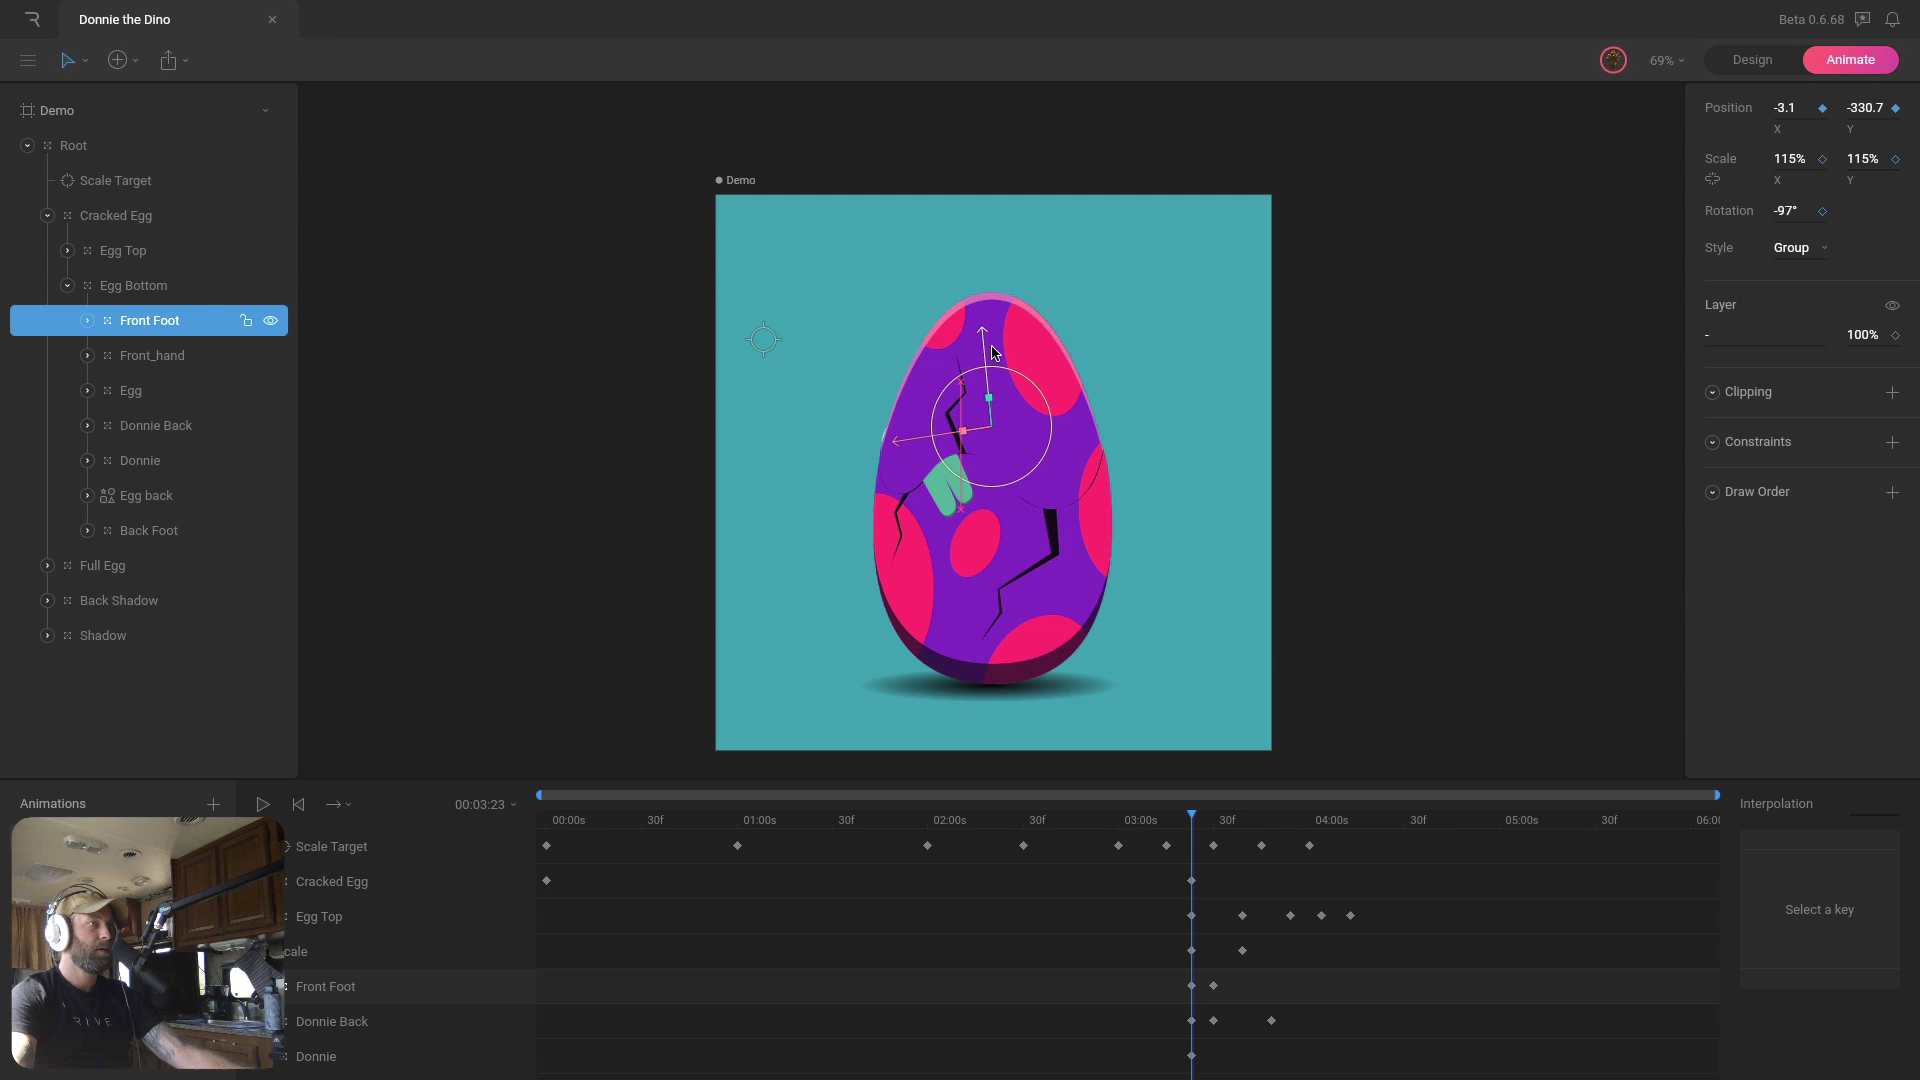 Donnie the Dino
Beta 0.6.68
69%
Design
Animate
Demo
Root
Scale Target
Cracked Egg
Egg Top
Egg Bottom
Front Foot
Front_hand
Egg
Donnie Back
Donnie
Egg back
Back Foot
Full Egg
Back Shadow
Shadow
Demo
Position -3.1 -330.7
X Y
Scale 115% 115%
X Y
Rotation -97°
Style Group
Layer
- 100%
Clipping
Constraints
Draw Order
Animations
00:03:23
00:00s 30f 01:00s 30f 02:00s 30f 03:00s 30f 04:00s 30f 05:00s 30f 06:00
Scale Target
Cracked Egg
Egg Top
cale
Front Foot
Donnie Back
Donnie
Interpolation
Select a key
RIVE